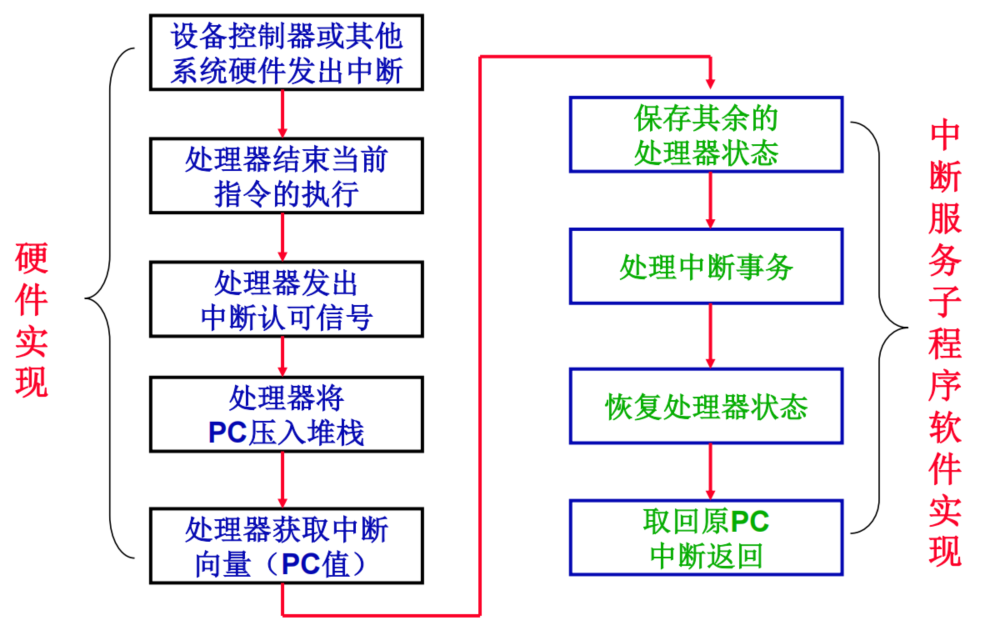 设备控制器或其他
系统硬件发出中断
处理器结束当前
指令的执行
处理器发出
中断认可信号
处理器将
PC压入堆栈
处理器获取中断
向量（PC值）
硬件实现
保存其余的
处理器状态
处理中断事务
恢复处理器状态
取回原PC
中断返回
中断服务子程序软件实现